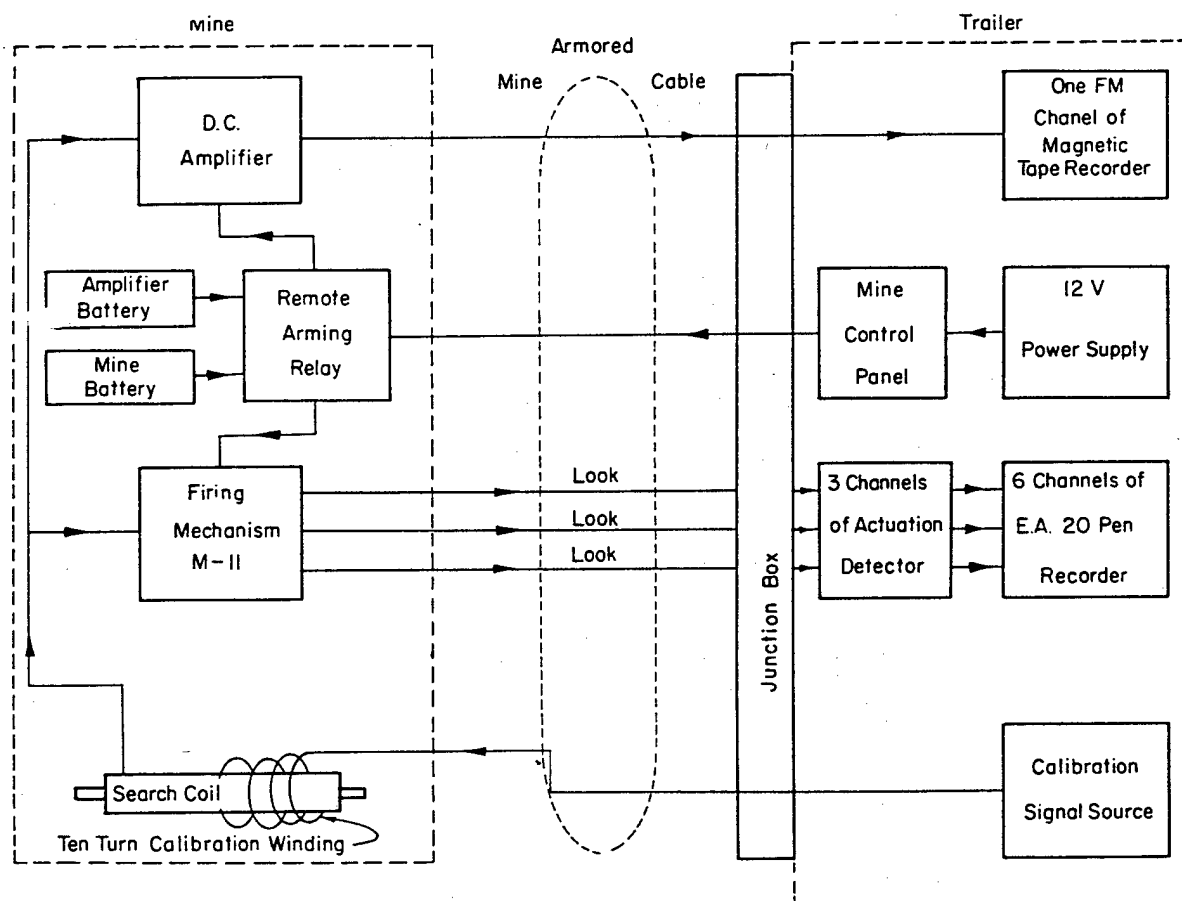 Mine
Trailer
Armored
Mine Cable
D.C.
Amplifier
One FM
Chanel of
Magnetic
Tape Recorder
Amplifier
Battery
Mine
Battery
Remote
Arming
Relay
Mine
Control
Panel
12 V
Power Supply
Firing
Mechanism
M-11
Look
Look
Look
Junction Box
3 Channels
of Actuation
Detector
6 Channels of
E.A. 20 Pen
Recorder
Search Coil
Ten Turn Calibration Winding
Calibration
Signal Source